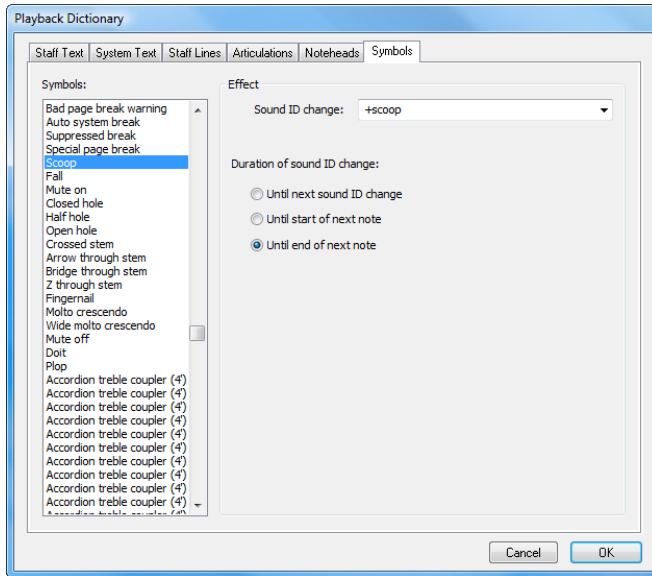 Playback Dictionary
Staff Text System Text Staff Lines Articulations Noteheads Symbols
Symbols:
Bad page break warning
Auto system break
Suppressed break
Special page break
Scoop
Fall
Mute on
Closed hole
Half hole
Open hole
Crossed stem
Arrow through stem
Bridge through stem
Z through stem
Fingernail
Molto crescendo
Wide molto crescendo
Mute off
Doit
Plop
Accordion treble coupler (4')
Accordion treble coupler (4')
Accordion treble coupler (4')
Accordion treble coupler (4')
Accordion treble coupler (4')
Accordion treble coupler (4')
Accordion treble coupler (4')
Accordion treble coupler (4')
Accordion treble coupler (4')
Accordion treble coupler (4')
Accordion treble coupler (4')
Effect
Sound ID change: +scoop
Duration of sound ID change:
Until next sound ID change
Until start of next note
Until end of next note
Cancel OK